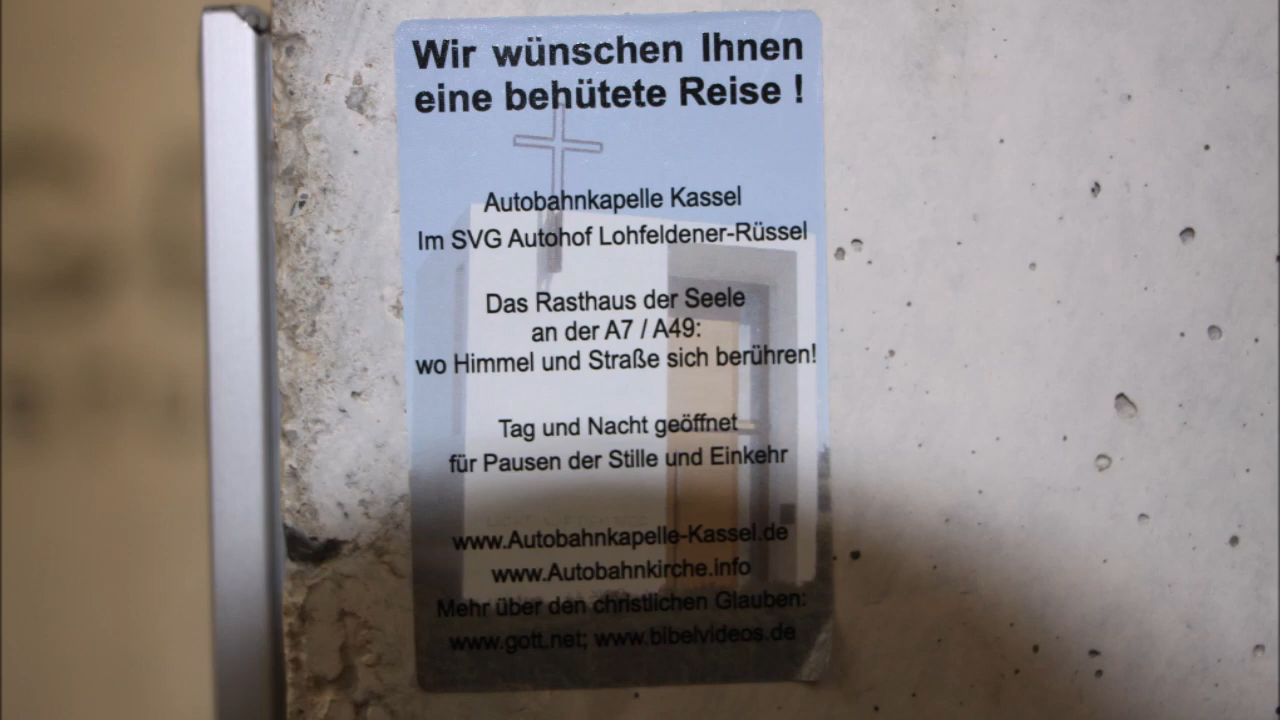 Wir wünschen Ihnen
eine behütete Reise !
Autobahnkapelle Kassel
Im SVG Autohof Lohfeldener-Rüssel
Das Rasthaus der Seele
an der A7 / A49:
wo Himmel und Straße sich berühren!
Tag und Nacht geöffnet
für Pausen der Stille und Einkehr
www.Autobahnkapelle-Kassel.de
www.Autobahnkirche.info
Mehr über den christlichen Glauben:
www.gott.net; www.bibelvideos.de